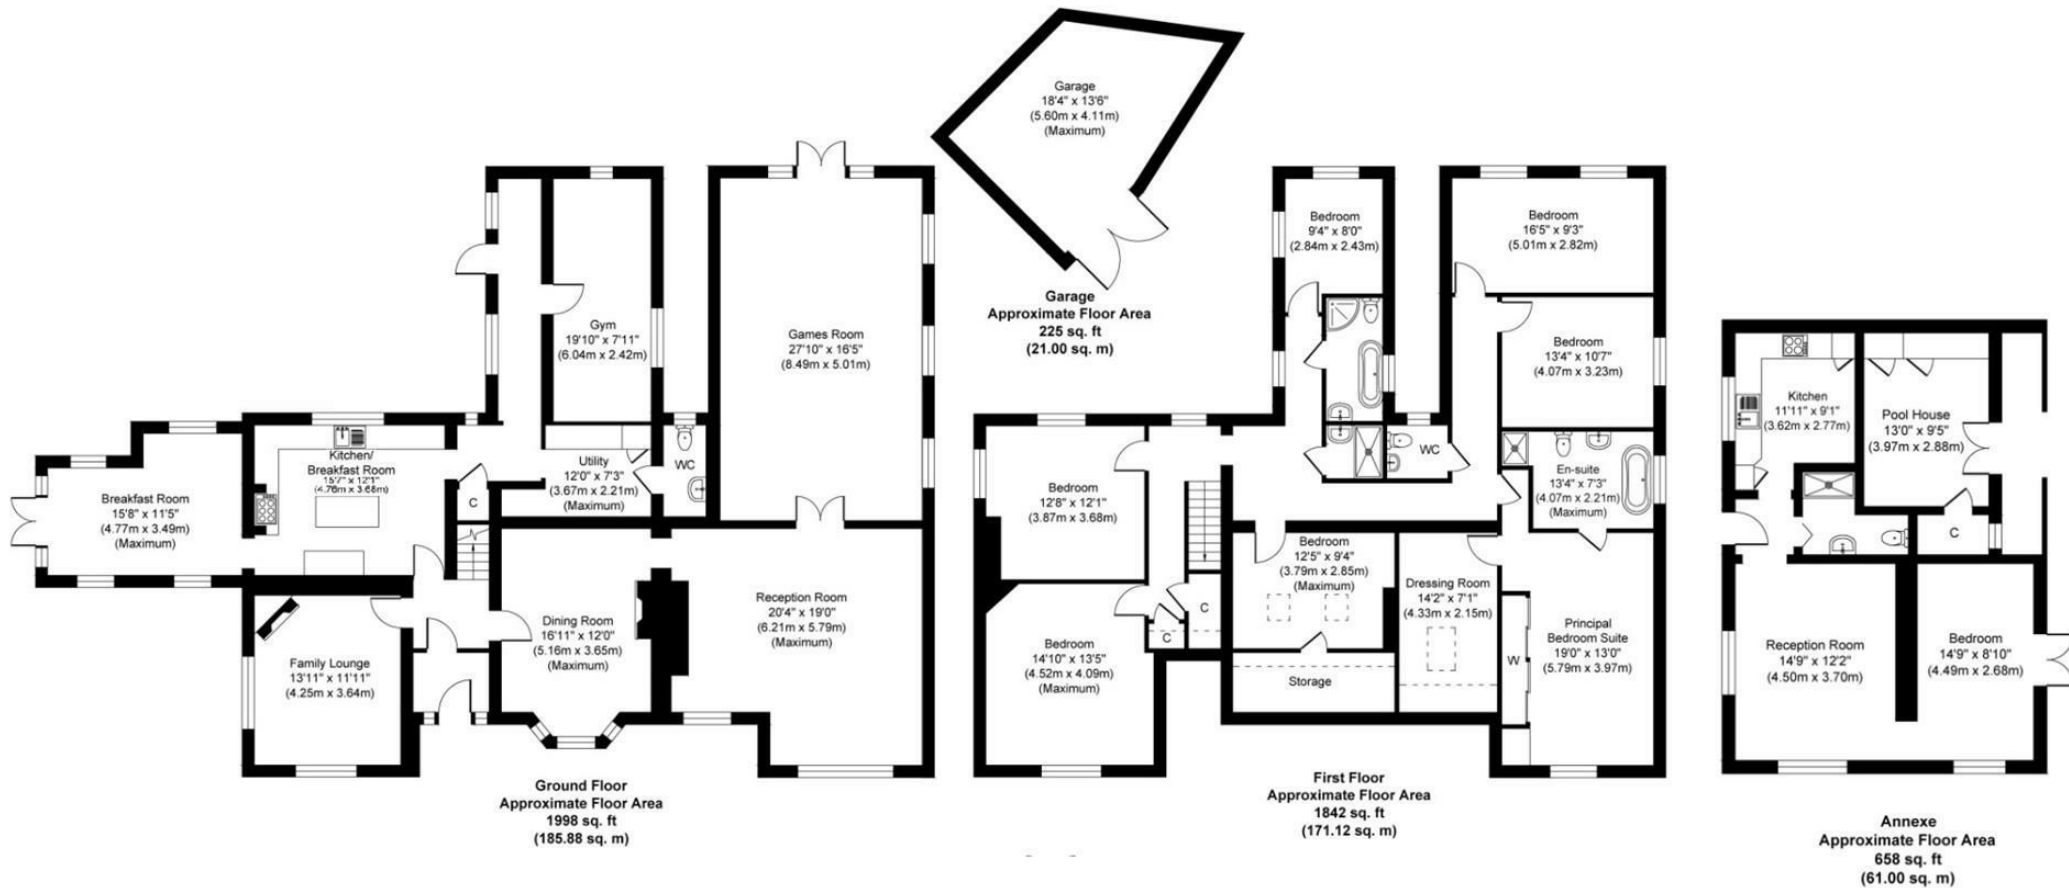 Garage
18'4" x 13'6"
(5.60m x 4.11m)
(Maximum)
Garage
Approximate Floor Area
225 sq. ft
(21.00 sq. m)
Gym
19'10" x 7'11"
(6.04m x 2.42m)
Games Room
27'10" x 16'5"
(8.49m x 5.01m)
Kitchen/
Breakfast Room
15'7" x 12'1"
(4.76m x 3.68m)
Utility
12'0" x 7'3"
(3.67m x 2.21m)
(Maximum)
WC
Breakfast Room
15'8" x 11'5"
(4.77m x 3.49m)
(Maximum)
C
Reception Room
20'4" x 19'0"
(6.21m x 5.79m)
(Maximum)
Dining Room
16'11" x 12'0"
(5.16m x 3.65m)
(Maximum)
Family Lounge
13'11" x 11'11"
(4.25m x 3.64m)
Ground Floor
Approximate Floor Area
1998 sq. ft
(185.88 sq. m)
Bedroom
9'4" x 8'0"
(2.84m x 2.43m)
Bedroom
16'5" x 9'3"
(5.01m x 2.82m)
Bedroom
13'4" x 10'7"
(4.07m x 3.23m)
WC
En-suite
13'4" x 7'3"
(4.07m x 2.21m)
(Maximum)
Bedroom
12'8" x 12'1"
(3.87m x 3.68m)
Bedroom
12'5" x 9'4"
(3.79m x 2.85m)
(Maximum)
Dressing Room
14'2" x 7'1"
(4.33m x 2.15m)
C
C
Principal
Bedroom Suite
19'0" x 13'0"
(5.79m x 3.97m)
W
Bedroom
14'10" x 13'5"
(4.52m x 4.09m)
(Maximum)
Storage
First Floor
Approximate Floor Area
1842 sq. ft
(171.12 sq. m)
Kitchen
11'11" x 9'1"
(3.62m x 2.77m)
Pool House
13'0" x 9'5"
(3.97m x 2.88m)
C
Reception Room
14'9" x 12'2"
(4.50m x 3.70m)
Bedroom
14'9" x 8'10"
(4.49m x 2.68m)
Annexe
Approximate Floor Area
658 sq. ft
(61.00 sq. m)